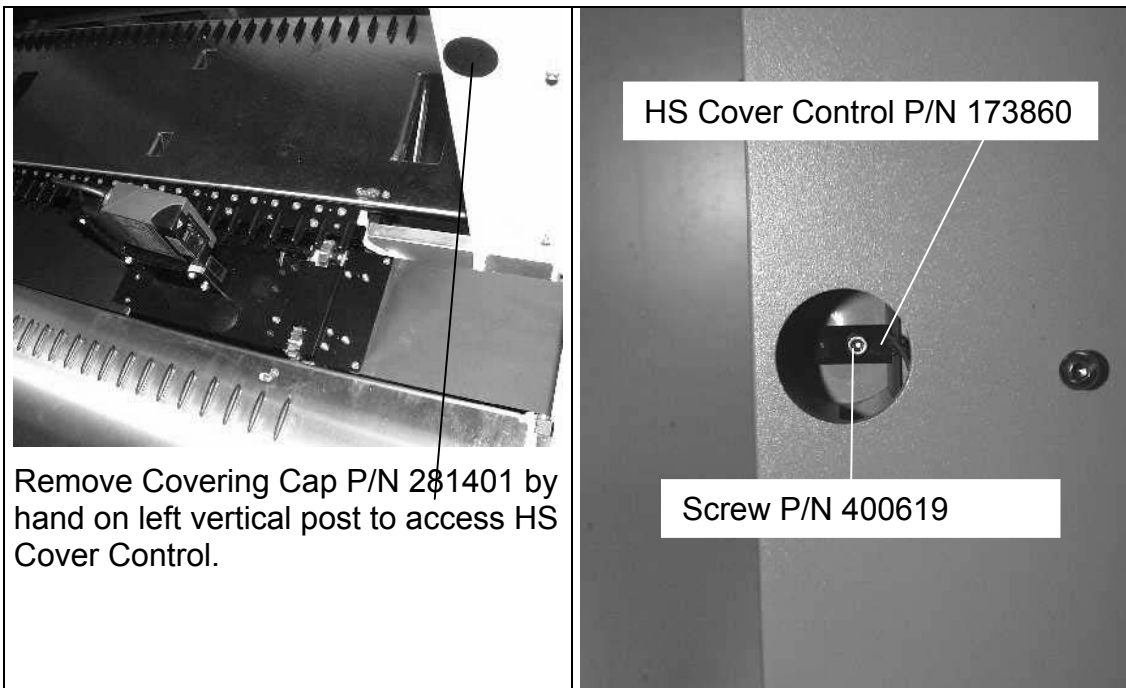 Remove Covering Cap P/N 281401 by
hand on left vertical post to access HS
Cover Control.
HS Cover Control P/N 173860
Screw P/N 400619